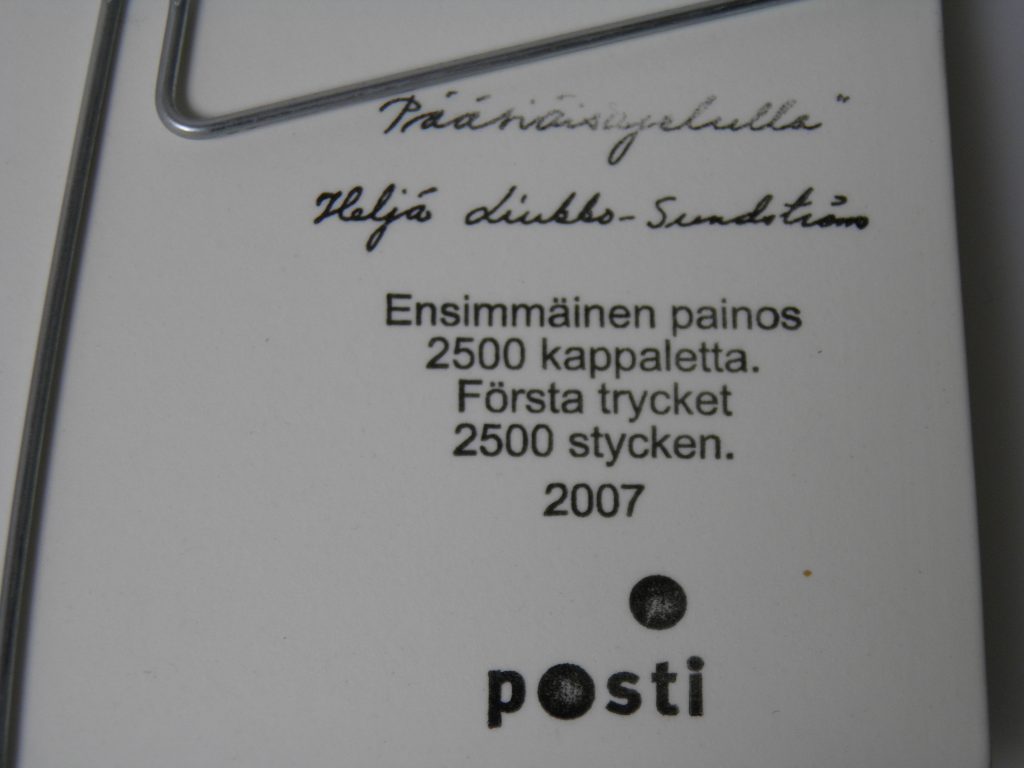 "Pääsiäisajelulla"
Heljä Liukko-Sundström
Ensimmäinen painos
2500 kappaletta.
Första trycket
2500 stycken.
2007
posti